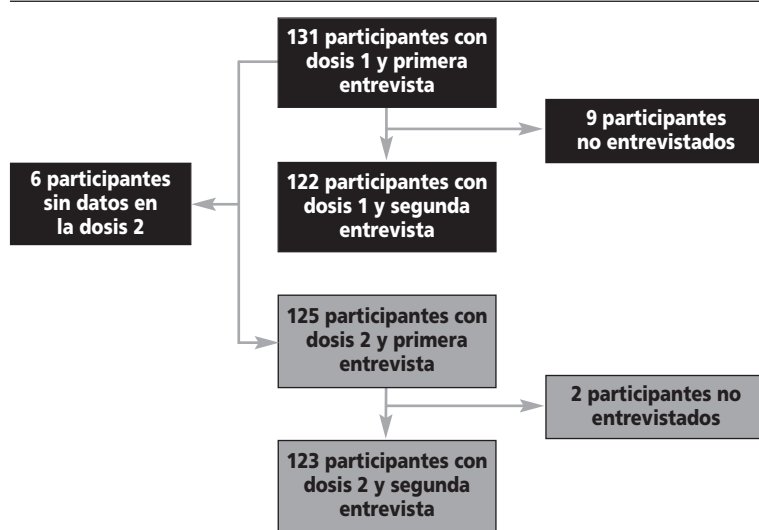 131 participantes con
dosis 1 y primera
entrevista
9 participantes
no entrevistados
6 participantes
sin datos en
la dosis 2
122 participantes con
dosis 1 y segunda
entrevista
125 participantes con
dosis 2 y primera
entrevista
2 participantes no
entrevistados
123 participantes con
dosis 2 y segunda
entrevista